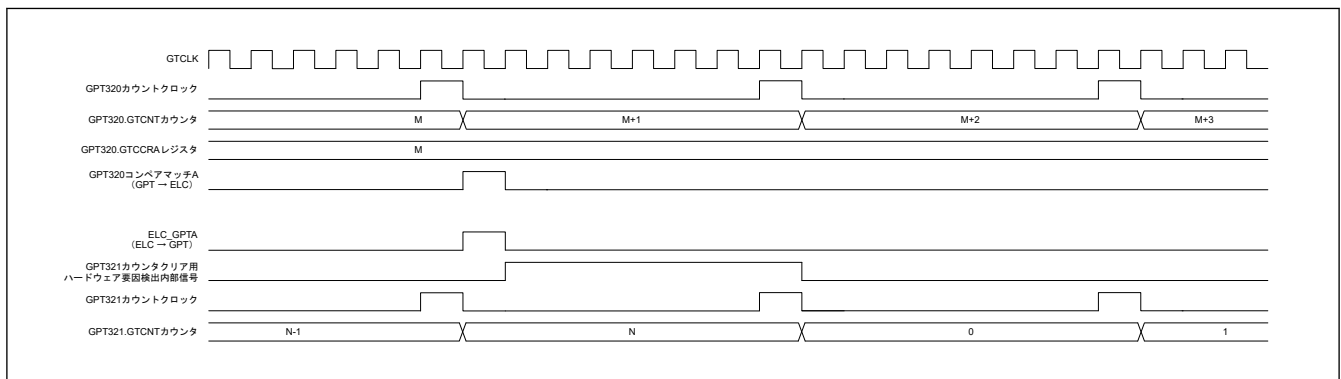 GTCLK
GPT320カウントクロック
GPT320.GTCNTカウンタ M M+1 M+2 M+3
GPT320.GTCCRAレジスタ M
GPT320コンペアマッチA
（GPT → ELC）
ELC_GPTA
（ELC → GPT）
GPT321カウンタクリア用
ハードウェア要因検出内部信号
GPT321カウントクロック
GPT321.GTCNTカウンタ N-1 N 0 1